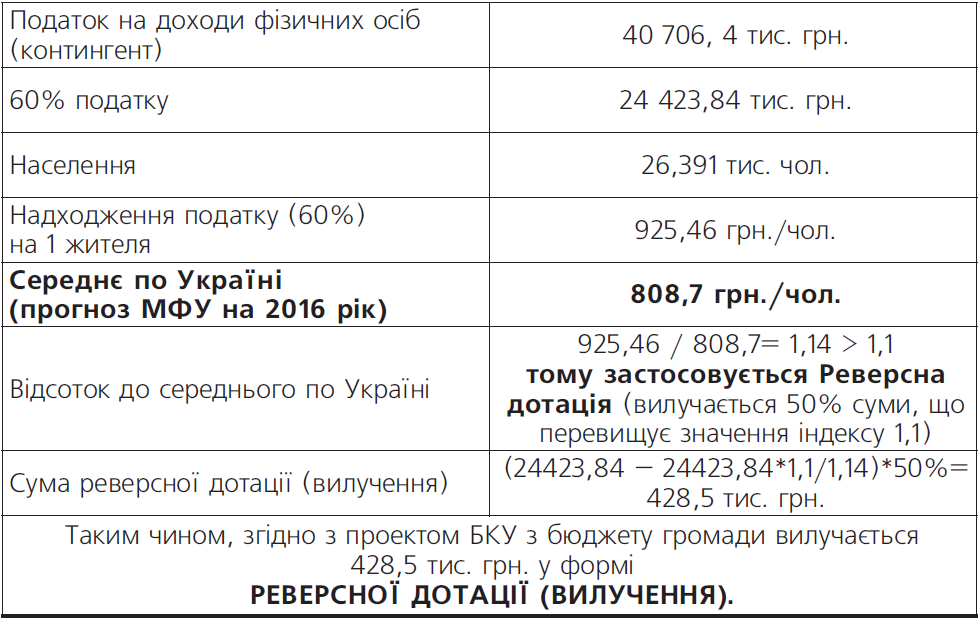 Податок на доходи фізичних осіб
(контингент)
40 706, 4 тис. грн.
60% податку
24 423,84 тис. грн.
Населення
26,391 тис. чол.
Надходження податку (60%)
на 1 жителя
925,46 грн./чол.
Середнє по Україні
(прогноз МФУ на 2016 рік)
808,7 грн./чол.
Відсоток до середнього по Україні
925,46 / 808,7= 1,14 > 1,1
тому застосовується Реверсна
дотація (вилучається 50% суми, що
перевищує значення індексу 1,1)
Сума реверсної дотації (вилучення)
(24423,84 – 24423,84*1,1/1,14)*50%=
428,5 тис. грн.
Таким чином, згідно з проектом БКУ з бюджету громади вилучається
428,5 тис. грн. у формі
РЕВЕРСНОЇ ДОТАЦІЇ (ВИЛУЧЕННЯ).